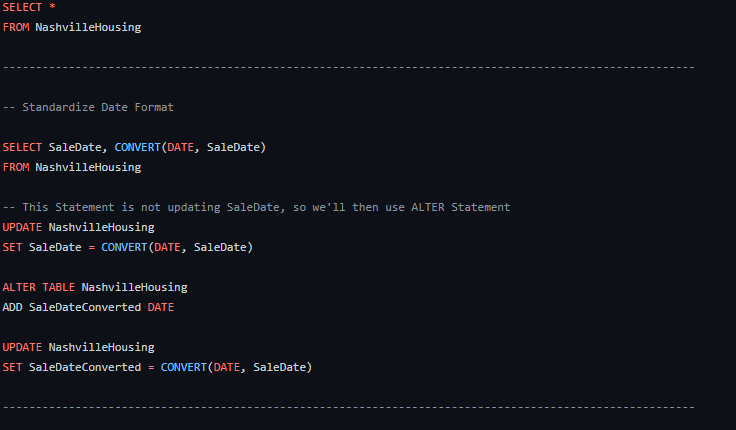 SELECT *
FROM NashvilleHousing
---------------------------------------------------------------------------------------------------------
-- Standardize Date Format
SELECT SaleDate, CONVERT(DATE, SaleDate)
FROM NashvilleHousing
-- This Statement is not updating SaleDate, so we'll then use ALTER Statement
UPDATE NashvilleHousing
SET SaleDate = CONVERT(DATE, SaleDate)
ALTER TABLE NashvilleHousing
ADD SaleDateConverted DATE
UPDATE NashvilleHousing
SET SaleDateConverted = CONVERT(DATE, SaleDate)
---------------------------------------------------------------------------------------------------------